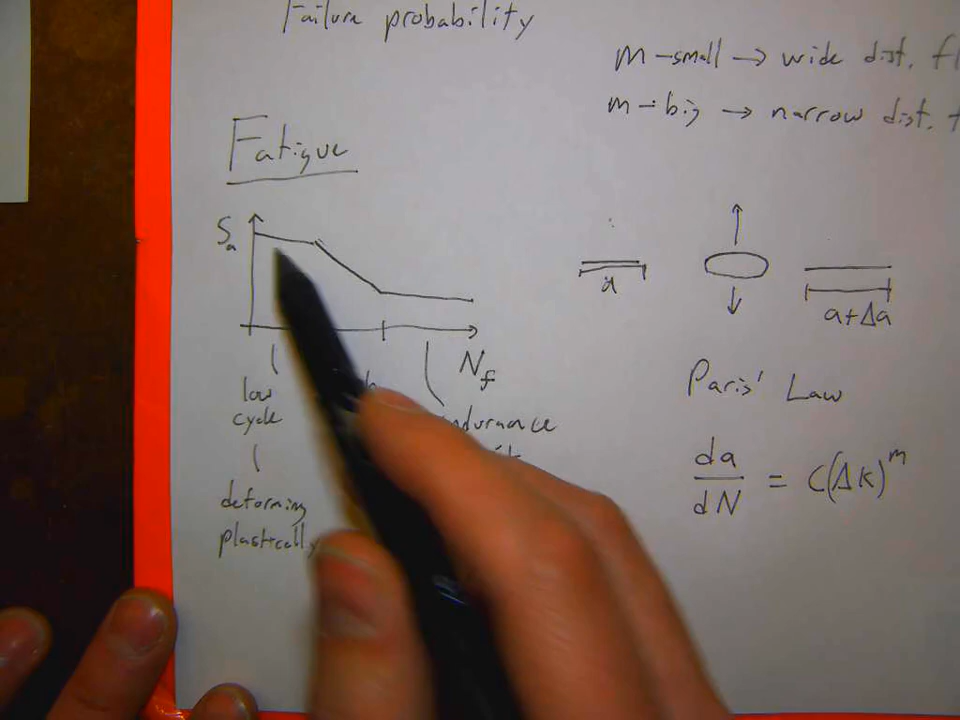 Failure probability
m - small → wide dist.
m - big → narrow dist.
Fatigue
Sa
Nf
low
cycle
deforming
plastically
a
a+Δa
Paris' Law
da/dN = C(ΔK)^m